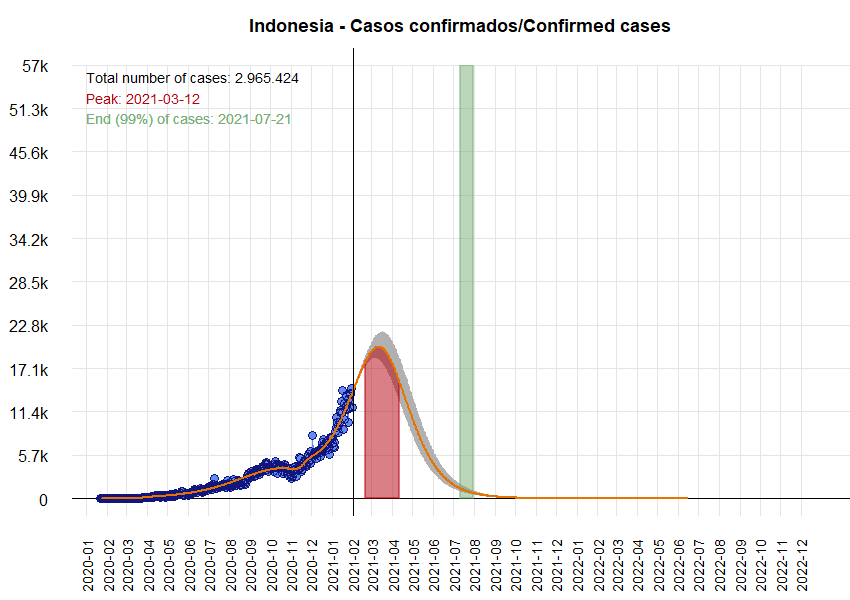 Indonesia - Casos confirmados/Confirmed cases
57k
Total number of cases: 2.965.424
Peak: 2021-03-12
51.3k
End (99%) of cases: 2021-07-21
45.6k
39.9k
34.2k
28.5k
22.8k
17.1k
11.4k
5.7k
0
2020-01
2020-02
2020-03
2020-04
2020-05
2020-06
2020-07
2020-08
2020-09
2020-10
2020-11
2020-12
2021-01
2021-02
2021-03
2021-04
2021-05
2021-06
2021-07
2021-08
2021-09
2021-10
2021-11
2021-12
2022-01
2022-02
2022-03
2022-04
2022-05
2022-06
2022-07
2022-08
2022-09
2022-10
2022-11
2022-12